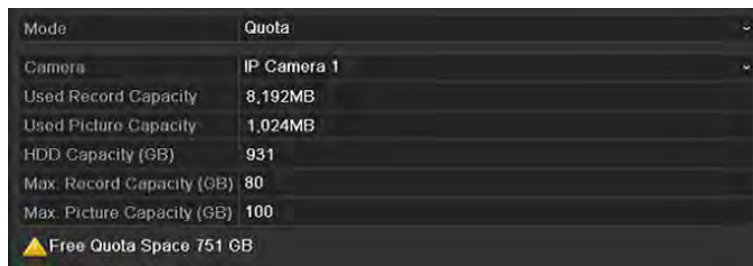 Mode Quota
Camera IP Camera 1
Used Record Capacity 8,192MB
Used Picture Capacity 1,024MB
HDD Capacity (GB) 931
Max. Record Capacity (GB) 80
Max. Picture Capacity (GB) 100
Free Quota Space 751 GB